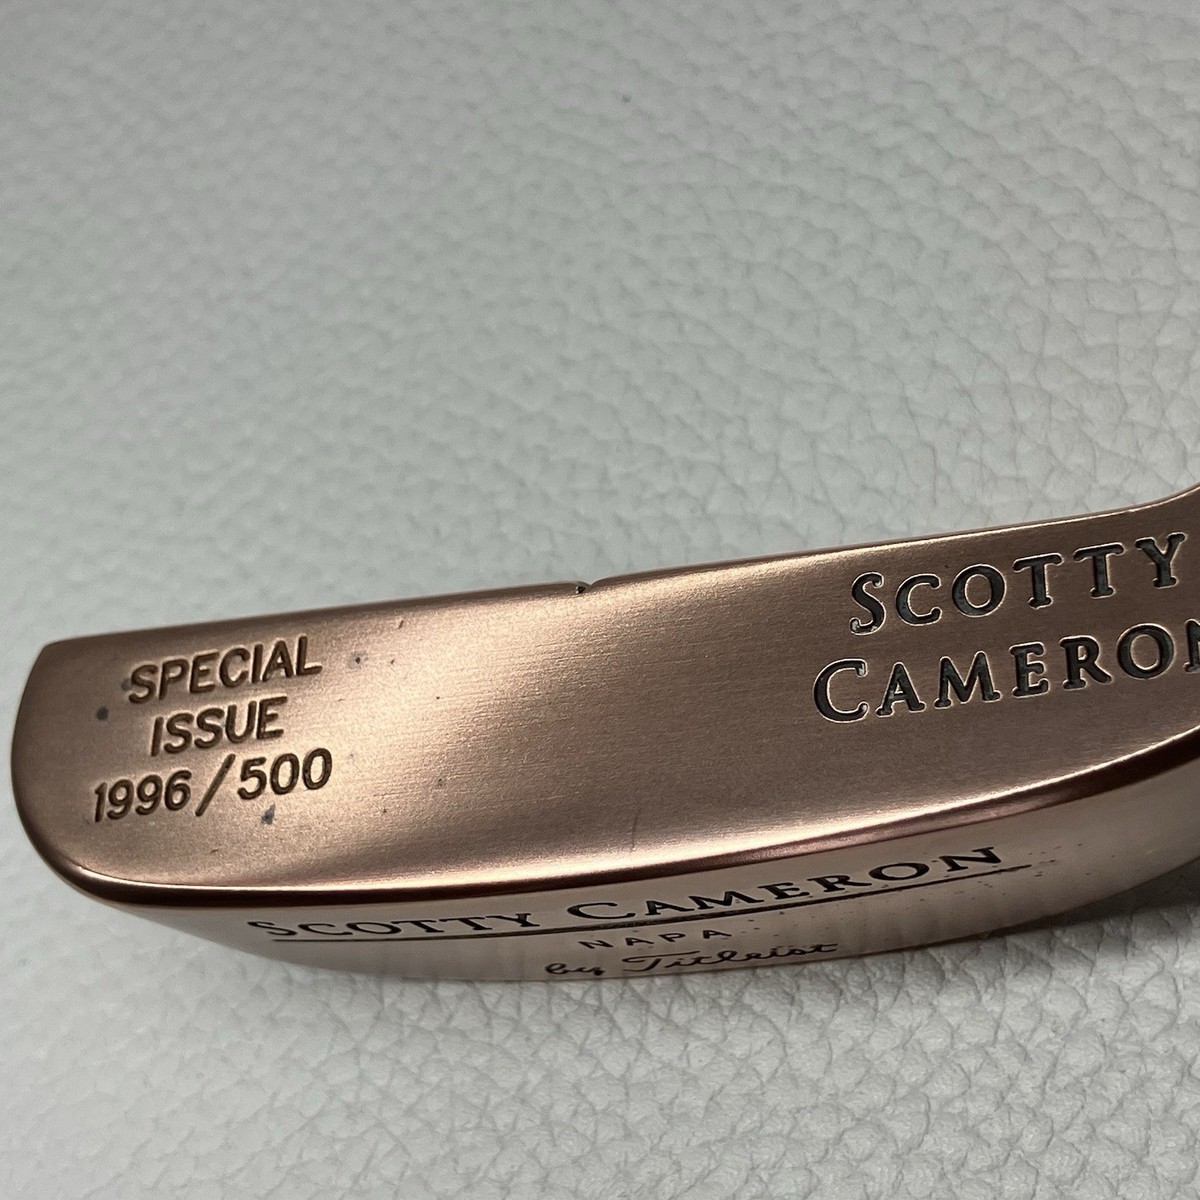 SPECIAL
ISSUE
1996/500
SCOTTY
CAMERON
SCOTTY CAMERON
NAPA
by Titleist